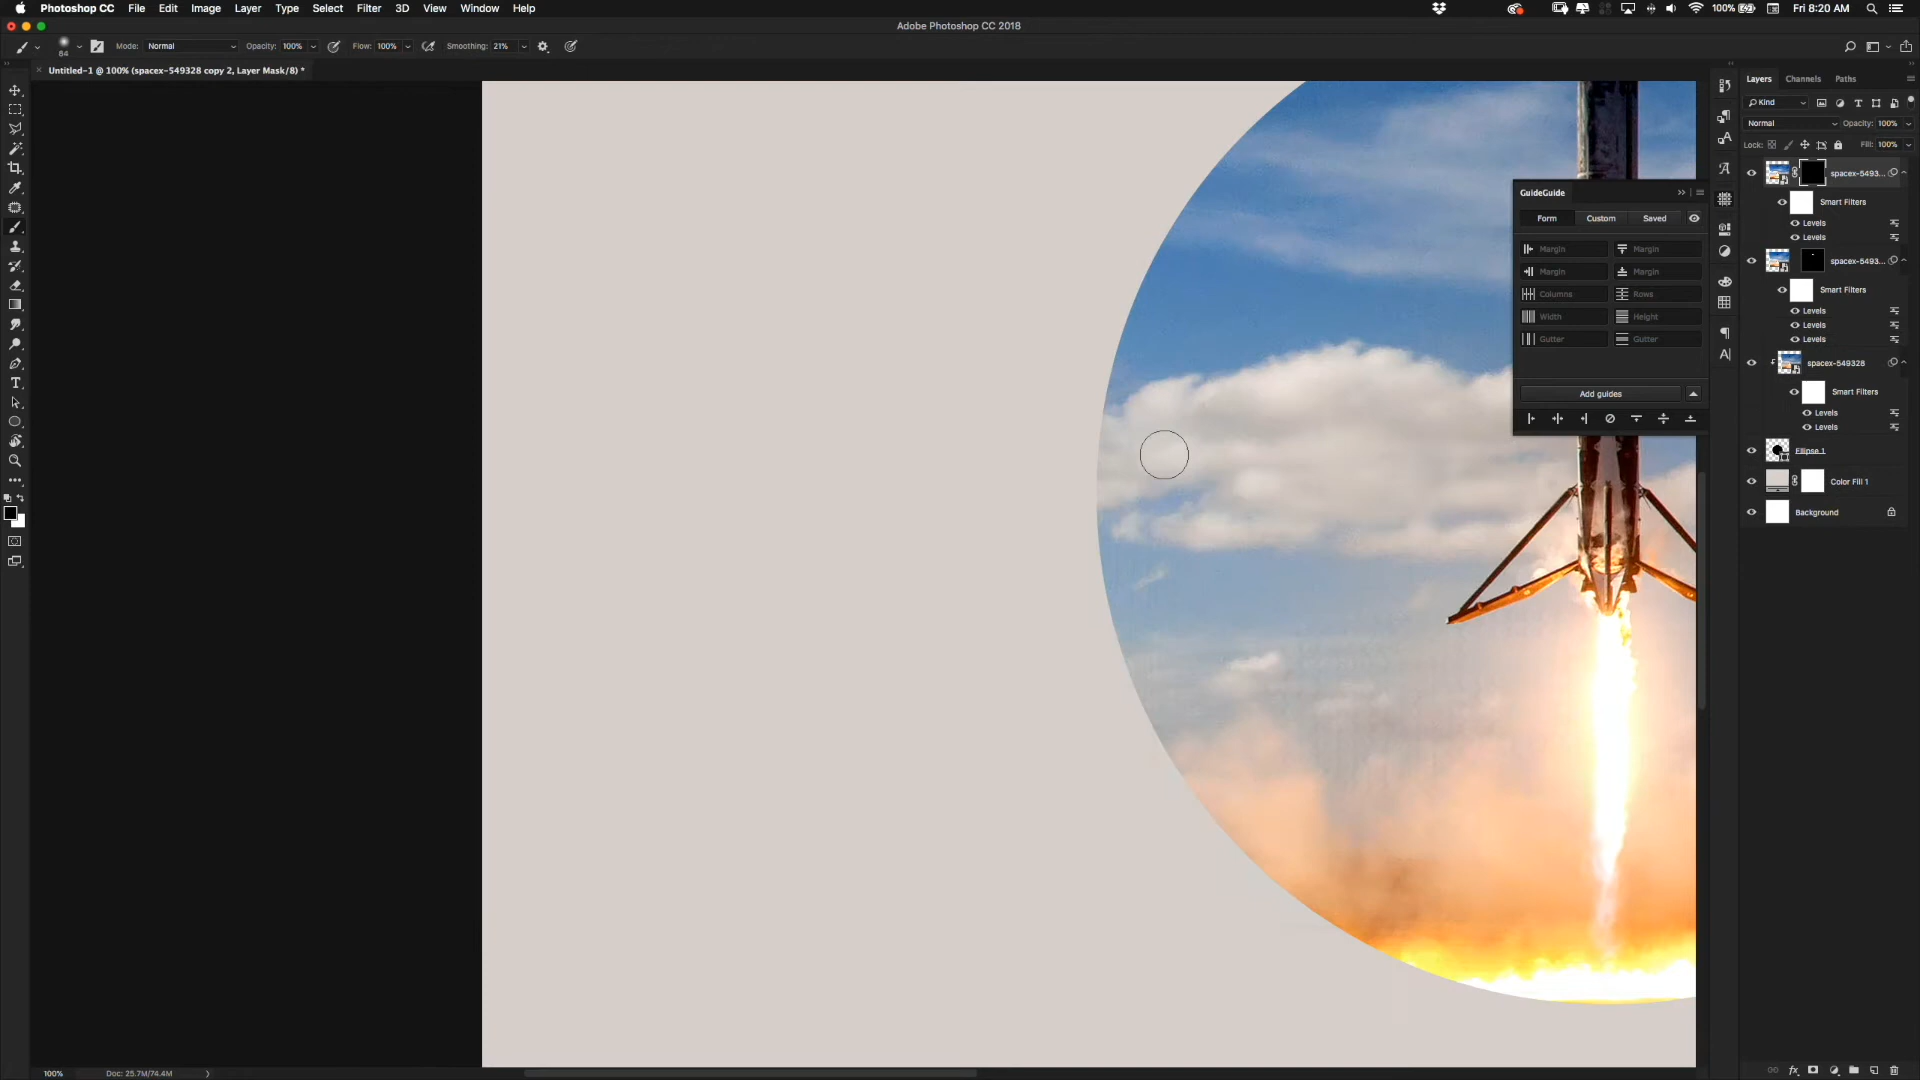 Photoshop CC File Edit Image Layer Type Select Filter 3D View Window Help
100% Fri 8:20 AM
Adobe Photoshop CC 2018
84 Mode: Normal Opacity: 100% Flow: 100% Smoothing: 21%
Untitled-1 @ 100% (spacex-549328 copy 2, Layer Mask/8) *
Layers Channels Paths
Kind
Normal Opacity: 100%
Lock: Fill: 100%
spacex-5493...
Smart Filters
Levels
Levels
spacex-5493...
Smart Filters
Levels
Levels
Levels
spacex-549328
Smart Filters
Levels
Levels
Ellipse 1
Color Fill 1
Background
GuideGuide
Form Custom Saved
Margin Margin
Margin Margin
Columns Rows
Width Height
Gutter Gutter
Add guides
100% Doc: 25.7M/74.4M